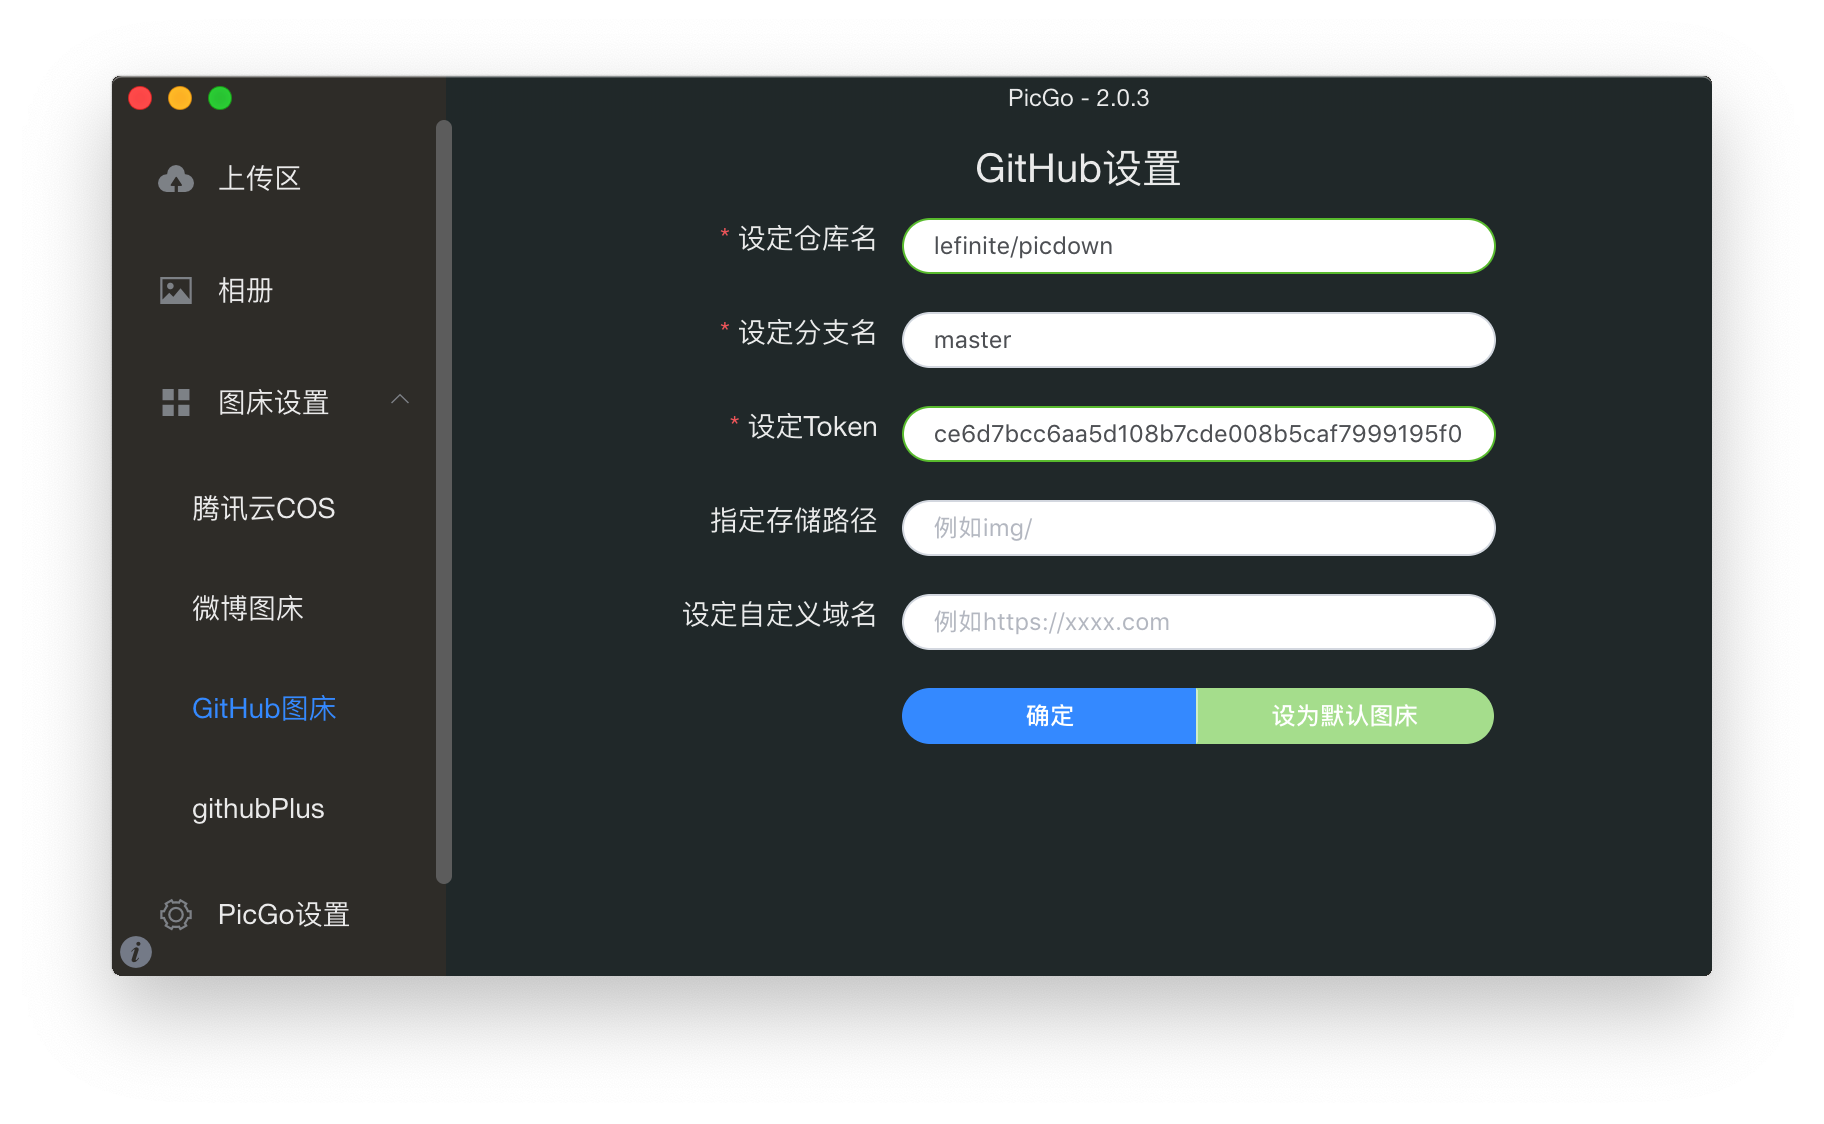 PicGo - 2.0.3
上传区
相册
图床设置
腾讯云COS
微博图床
GitHub图床
githubPlus
PicGo设置
GitHub设置
* 设定仓库名
lefinite/picdown
* 设定分支名
master
* 设定Token
ce6d7bcc6aa5d108b7cde008b5caf7999195f0
指定存储路径
例如img/
设定自定义域名
例如https://xxxx.com
确定
设为默认图床